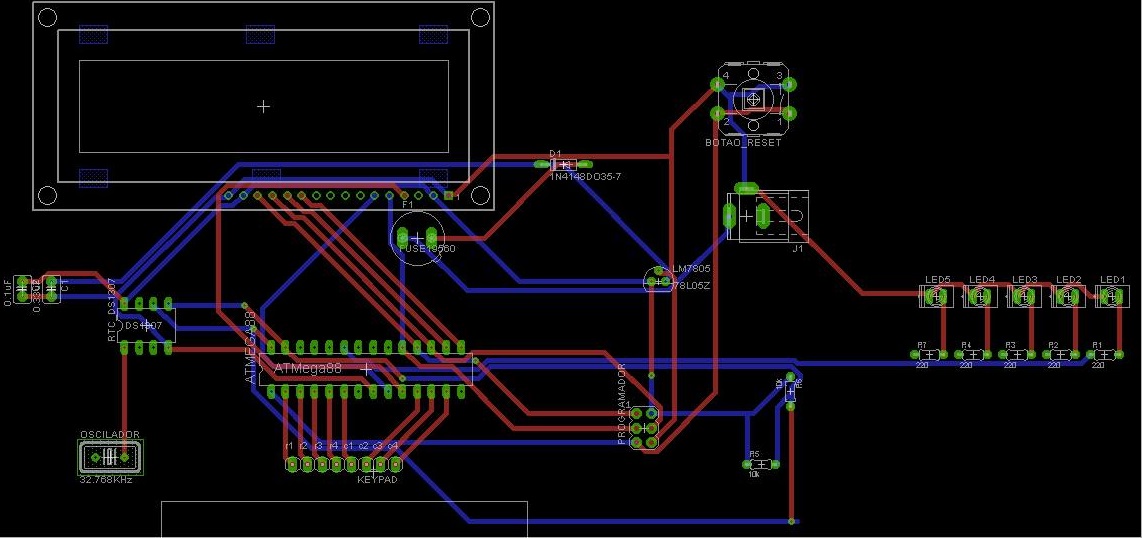 4 3
2 1
BOTAO_RESET
D1
1N4148DO35-7
1
F1
FUSE19560
J1
LM7805
78L05Z
0.1uF
0.33uF
C1
RTC_DS1307
DS1307
LED5 LED4 LED3 LED2 LED1
ATMEGA88
ATMega88
R7 R4 R3 R2 R1
220 220 220 220 220
PROGRAMADOR
1
10k
R6
OSCILADOR
32.768KHz
r1 r2 r3 r4 c1 c2 c3 c4
KEYPAD
R5
10k